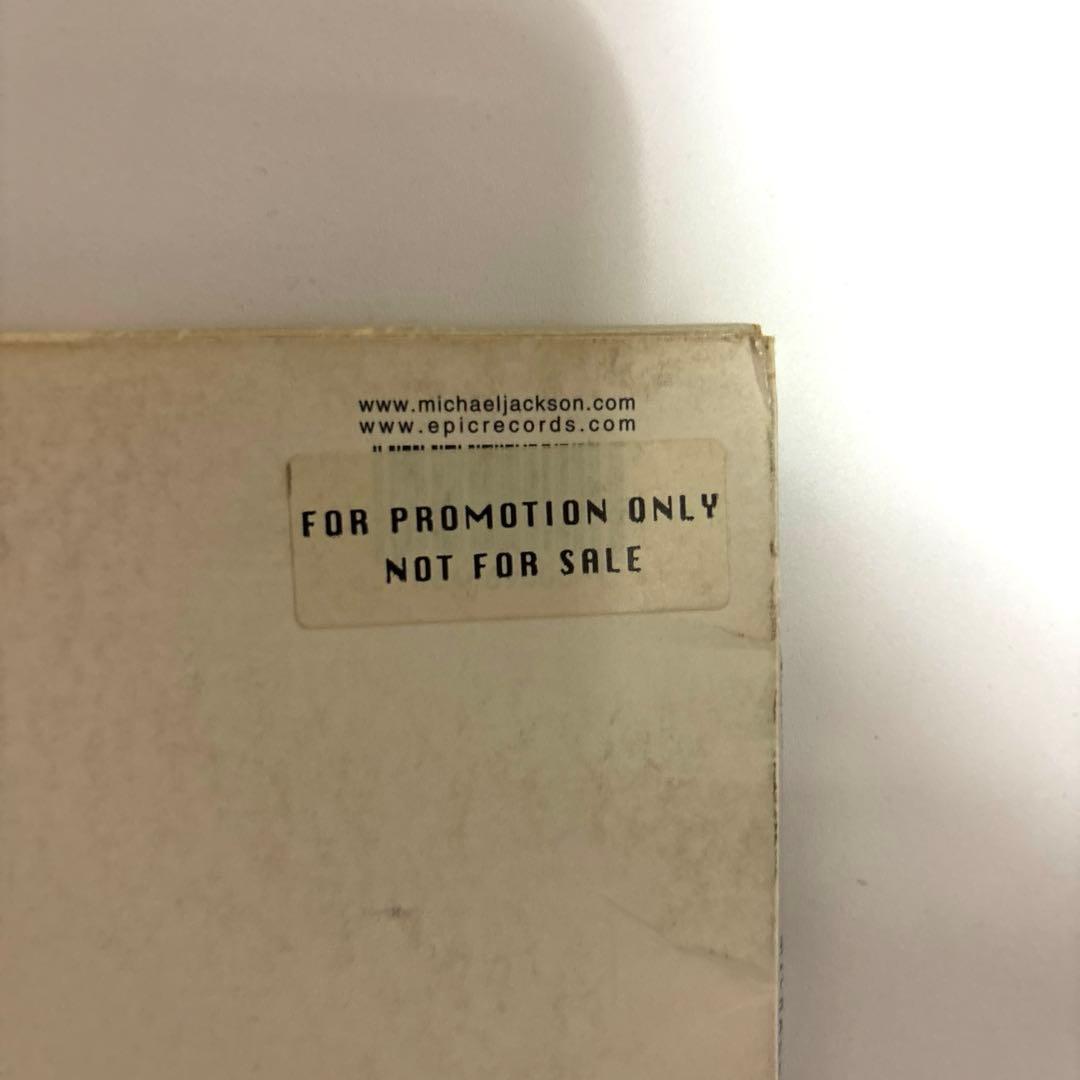 www.michaeljackson.com
www.epicrecords.com
FOR PROMOTION ONLY
NOT FOR SALE